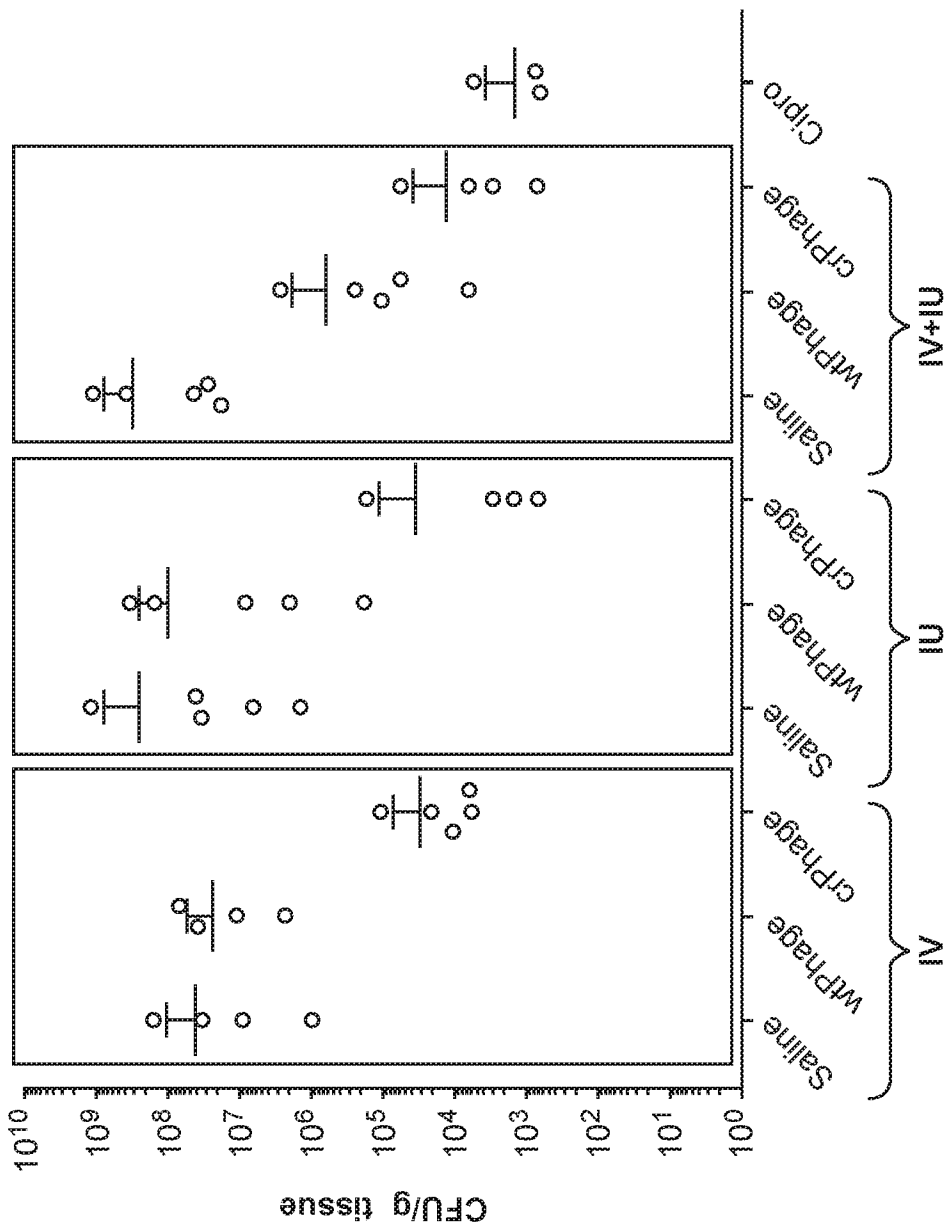 CFU/g tissue
10^10
10^9
10^8
10^7
10^6
10^5
10^4
10^3
10^2
10^1
10^0
Saline
wtPhage
crPhage
Saline
wtPhage
crPhage
Saline
wtPhage
crPhage
Cipro
IV
IU
IV+IU